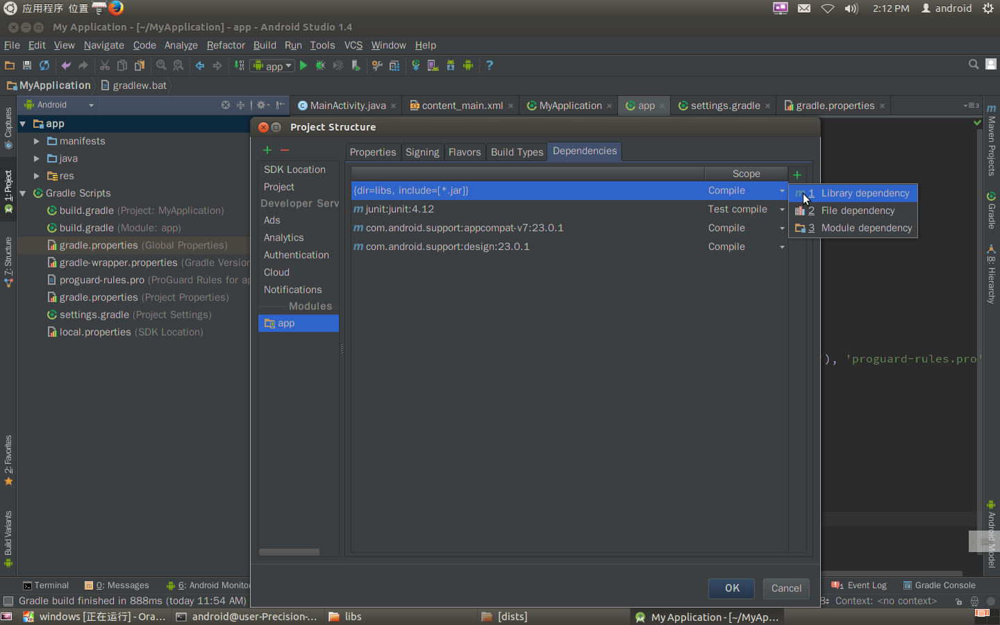 应用程序 位置
2:12 PM
android
My Application - [~/MyApplication] - app - Android Studio 1.4
File Edit View Navigate Code Analyze Refactor Build Run Tools VCS Window Help
app
MyApplication
gradlew.bat
Android
MainActivity.java
content_main.xml
MyApplication
app
settings.gradle
gradle.properties
Captures
1: Project
7: Structure
2: Favorites
Build Variants
app
manifests
java
res
Gradle Scripts
build.gradle (Project: MyApplication)
build.gradle (Module: app)
gradle.properties (Global Properties)
gradle-wrapper.properties (Gradle Version
proguard-rules.pro (ProGuard Rules for ap
gradle.properties (Project Properties)
settings.gradle (Project Settings)
local.properties (SDK Location)
Project Structure
SDK Location
Project
Developer Serv
Ads
Analytics
Authentication
Cloud
Notifications
Modules
app
Properties
Signing
Flavors
Build Types
Dependencies
Scope
{dir=libs, include=[*.jar]} Compile
junit:junit:4.12 Test compile
com.android.support:appcompat-v7:23.0.1 Compile
com.android.support:design:23.0.1 Compile
1 Library dependency
2 File dependency
3 Module dependency
OK
Cancel
'), 'proguard-rules.pro'
Maven Projects
Gradle
8: Hierarchy
Android Model
Terminal
0: Messages
6: Android Monitor
1 Event Log
Gradle Console
Gradle build finished in 888ms (today 11:54 AM)
Context: <no context>
windows [正在运行] - Ora...
android@user-Precision-...
libs
[dists]
My Application - [~/MyAp...